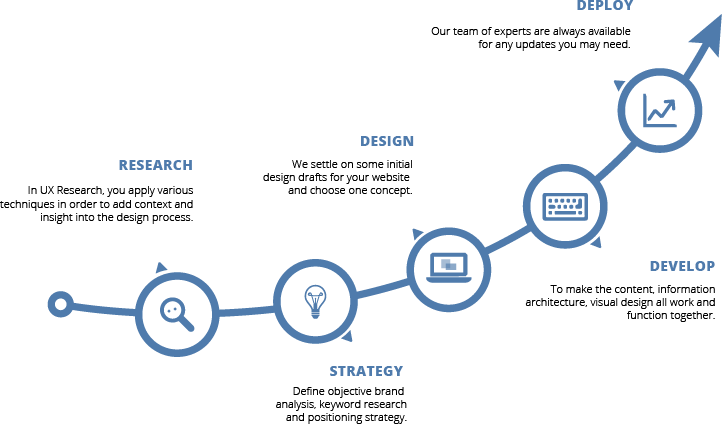 DEPLOY
Our team of experts are always available
for any updates you may need.
DESIGN
We settle on some initial
design drafts for your website
and choose one concept.
RESEARCH
In UX Research, you apply various
techniques in order to add context and
insight into the design process.
DEVELOP
To make the content, information
architecture, visual design all work and
function together.
STRATEGY
Define objective brand
analysis, keyword research
and positioning strategy.